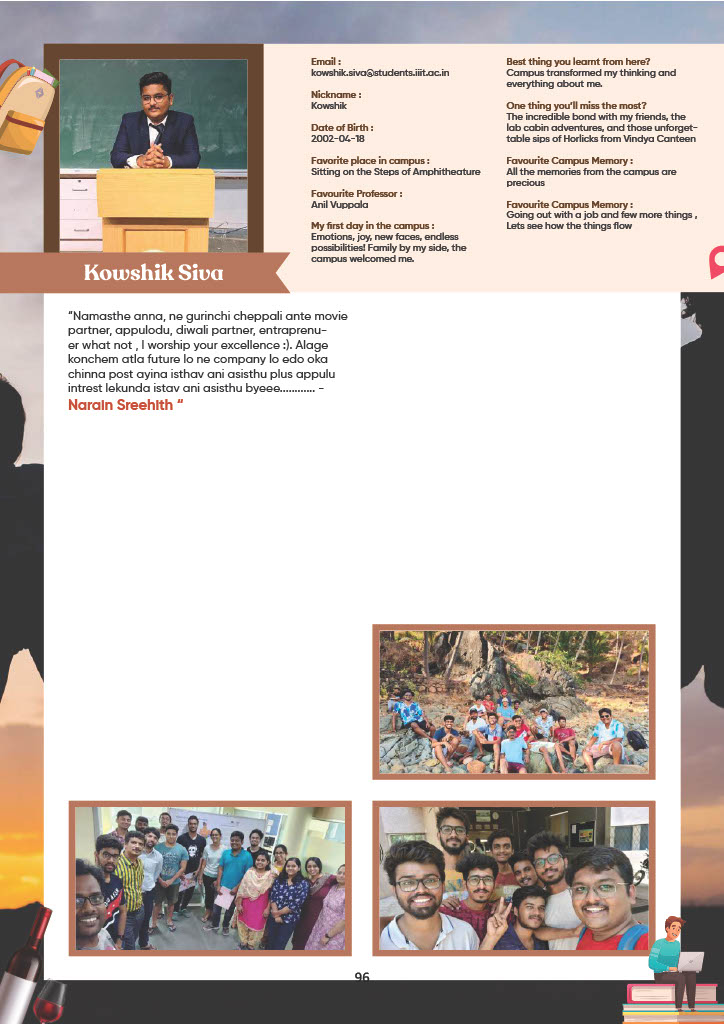 Email :
kowshik.siva@students.iiit.ac.in
Nickname :
Kowshik
Date of Birth :
2002-04-18
Favorite place in campus :
Sitting on the Steps of Amphitheature
Favourite Professor :
Anil Vuppala
My first day in the campus :
Emotions, joy, new faces, endless
possibilities! Family by my side, the
campus welcomed me.
Best thing you learnt from here?
Campus transformed my thinking and
everything about me.
One thing you'll miss the most?
The incredible bond with my friends, the
lab cabin adventures, and those unforget-
table sips of Horlicks from Vindya Canteen
Favourite Campus Memory :
All the memories from the campus are
precious
Favourite Campus Memory :
Going out with a job and few more things ,
Lets see how the things flow
Kowshik Siva
“Namasthe anna, ne gurinchi cheppali ante movie
partner, appulodu, diwali partner, entraprenu-
er what not , I worship your excellence :). Alage
konchem atla future lo ne company lo edo oka
chinna post ayina isthav ani asisthu plus appulu
intrest lekunda istav ani asisthu byeee............ -
Narain Sreehith “
96